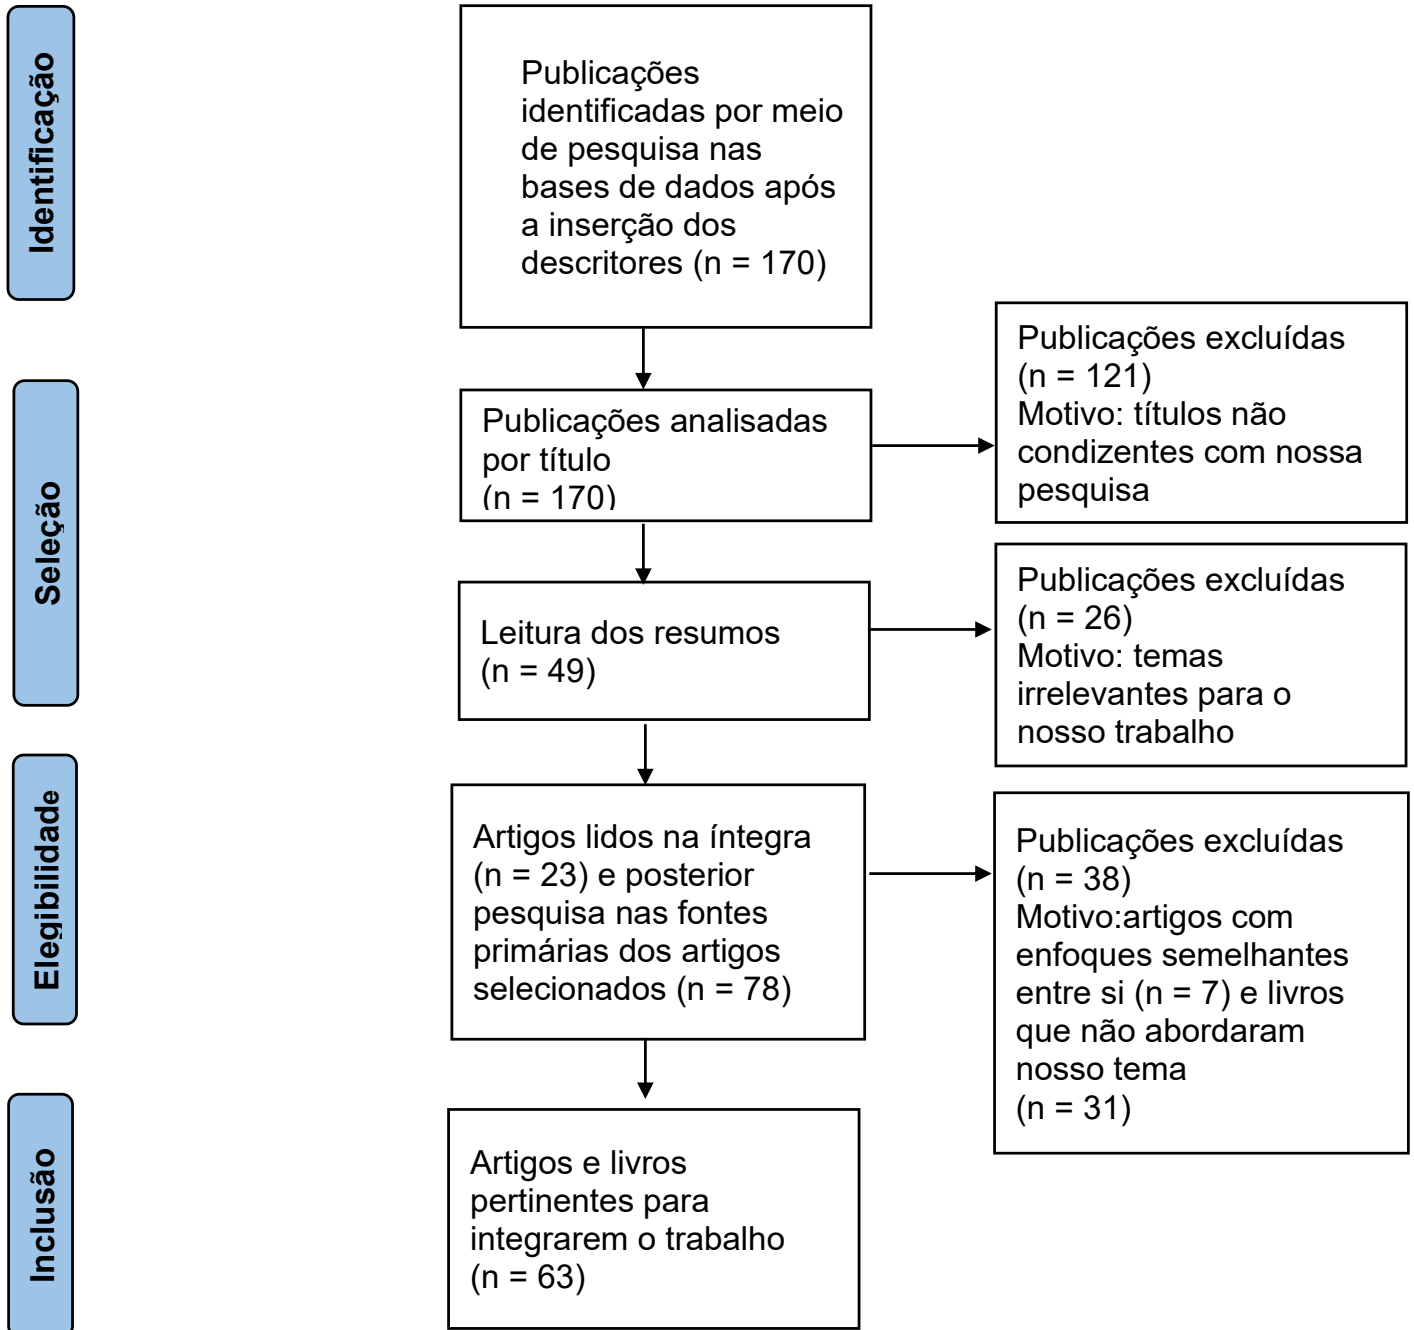 Identificação
Publicações
identificadas por meio
de pesquisa nas
bases de dados após
a inserção dos
descritores (n = 170)
Seleção
Publicações analisadas
por título
(n = 170)
Publicações excluídas
(n = 121)
Motivo: títulos não
condizentes com nossa
pesquisa
Leitura dos resumos
(n = 49)
Publicações excluídas
(n = 26)
Motivo: temas
irrelevantes para o
nosso trabalho
Elegibilidade
Artigos lidos na íntegra
(n = 23) e posterior
pesquisa nas fontes
primárias dos artigos
selecionados (n = 78)
Publicações excluídas
(n = 38)
Motivo:artigos com
enfoques semelhantes
entre si (n = 7) e livros
que não abordaram
nosso tema
(n = 31)
Inclusão
Artigos e livros
pertinentes para
integrarem o trabalho
(n = 63)